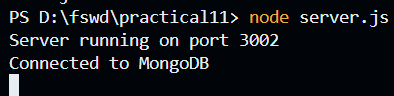 PS D:\fswd\practical11> node server.js
Server running on port 3002
Connected to MongoDB